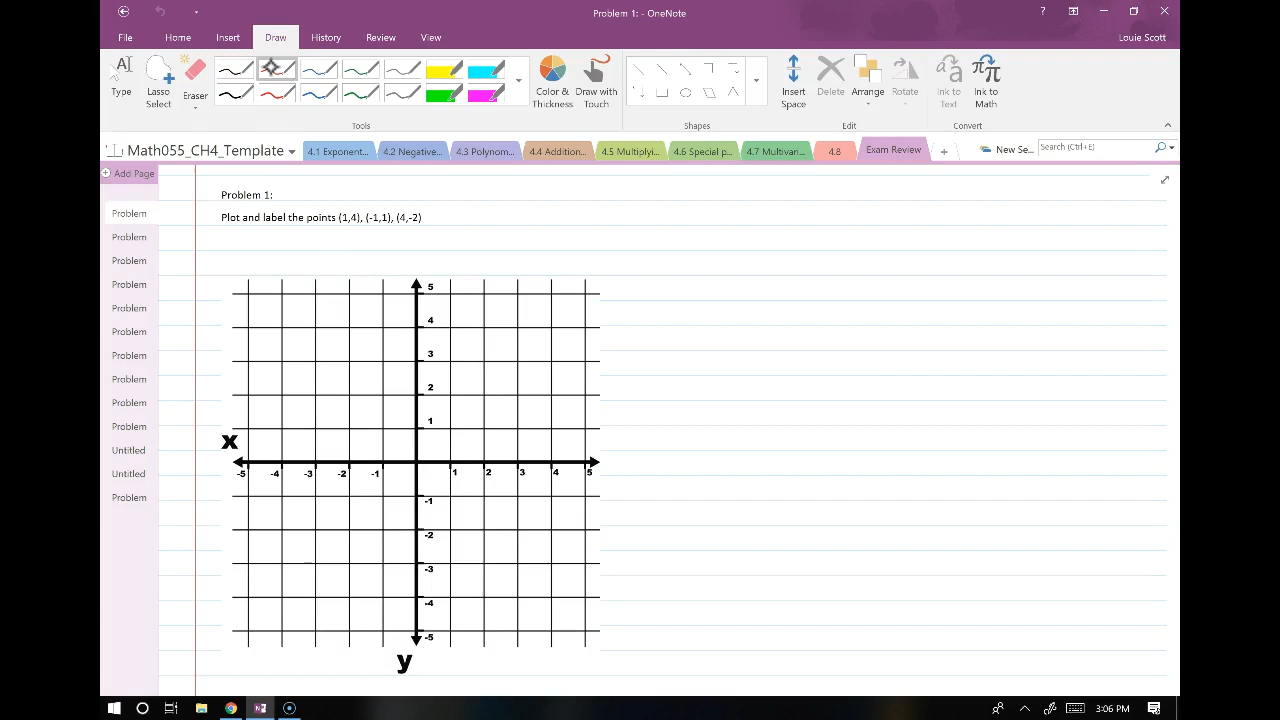 Problem 1: - OneNote
?
File Home Insert Draw History Review View
Louie Scott
Type
Lasso Select
Eraser
Color & Thickness
Draw with Touch
Insert Space
Delete
Arrange
Rotate
Ink to Text
Ink to Math
Tools
Shapes
Edit
Convert
Math055_CH4_Template
4.1 Exponent...
4.2 Negative...
4.3 Polynom...
4.4 Addition...
4.5 Multiplyi...
4.6 Special p...
4.7 Multivan...
4.8
Exam Review
New Se...
Search (Ctrl+E)
Add Page
Problem
Problem
Problem
Problem
Problem
Problem
Problem
Problem
Problem
Problem
Untitled
Untitled
Problem
Problem 1:
Plot and label the points (1,4), (-1,1), (4,-2)
5
4
3
2
1
x
-5 -4 -3 -2 -1 1 2 3 4 5
-1
-2
-3
-4
-5
y
3:06 PM